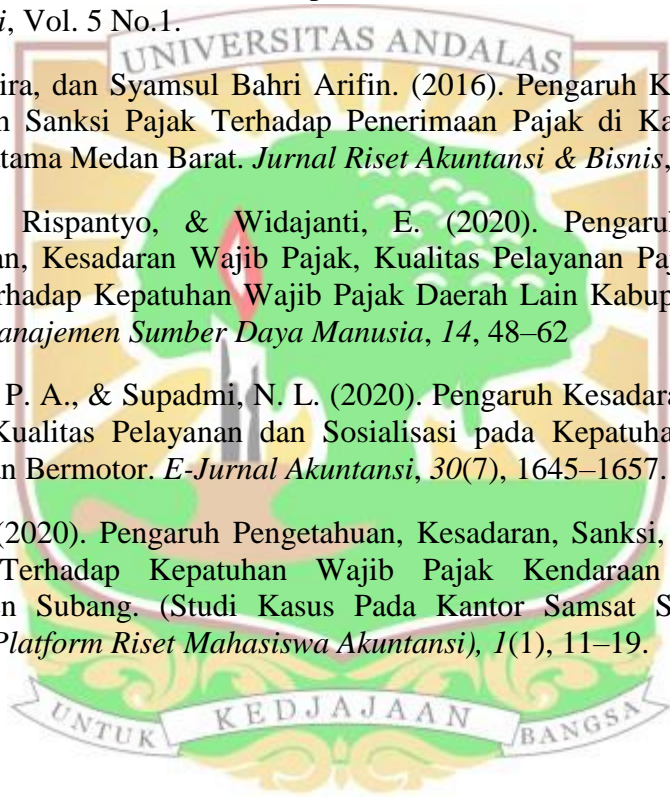 i, Vol. 5 No.1.
UNIVERSITAS ANDALAS
ira, dan Syamsul Bahri Arifin. (2016). Pengaruh K
n Sanksi Pajak Terhadap Penerimaan Pajak di Ka
tama Medan Barat. Jurnal Riset Akuntansi & Bisnis,
Rispantyo, & Widajanti, E. (2020). Pengaruh
an, Kesadaran Wajib Pajak, Kualitas Pelayanan Paj
rhadap Kepatuhan Wajib Pajak Daerah Lain Kabup
anajemen Sumber Daya Manusia, 14, 48–62
P. A., & Supadmi, N. L. (2020). Pengaruh Kesadara
Kualitas Pelayanan dan Sosialisasi pada Kepatuha
an Bermotor. E-Jurnal Akuntansi, 30(7), 1645–1657.
(2020). Pengaruh Pengetahuan, Kesadaran, Sanksi,
Terhadap Kepatuhan Wajib Pajak Kendaraan
en Subang. (Studi Kasus Pada Kantor Samsat S
Platform Riset Mahasiswa Akuntansi), 1(1), 11–19.
UNTUK KEDJAJAAN BANGSA